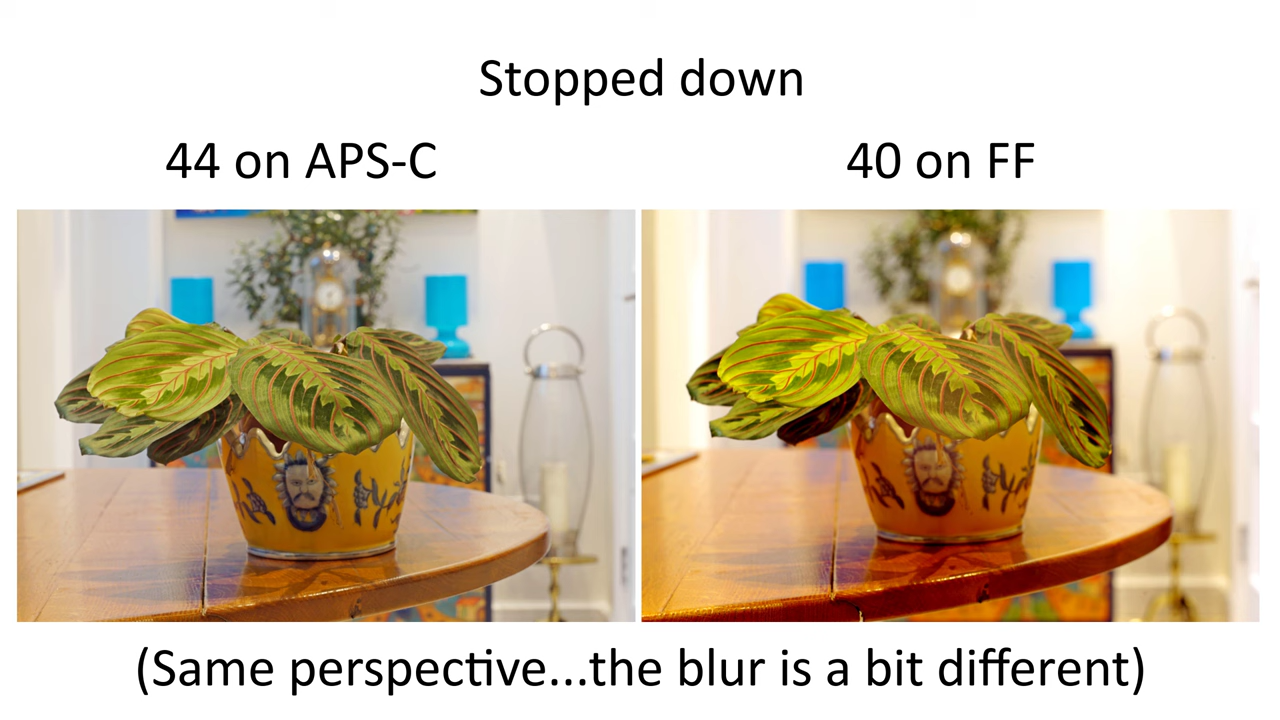 Stopped down
44 on APS-C
40 on FF
(Same perspective...the blur is a bit different)